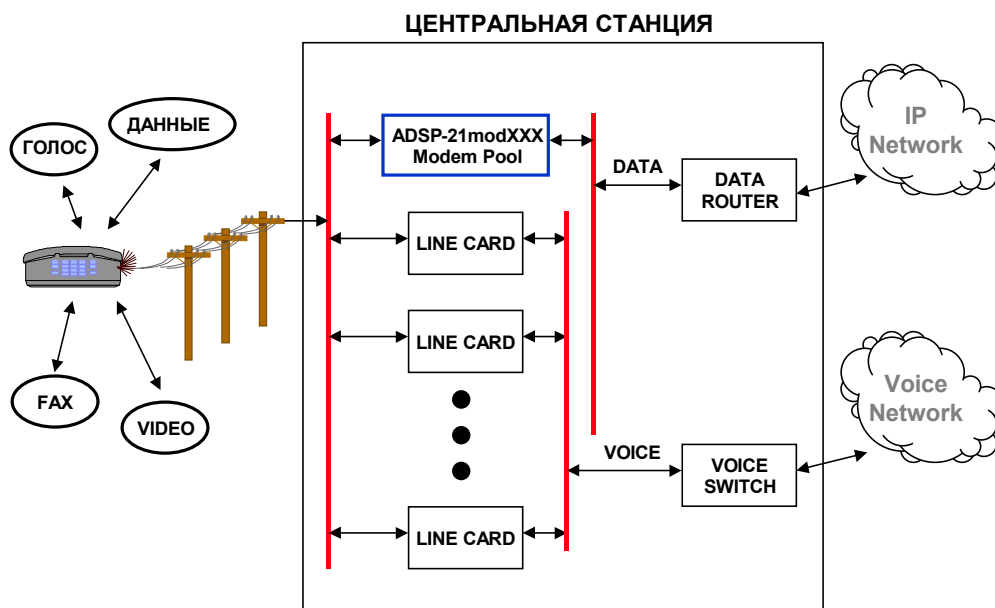 ЦЕНТРАЛЬНАЯ СТАНЦИЯ
ГОЛОС
ДАННЫЕ
FAX
VIDEO
ADSP-21modXXX
Modem Pool
LINE CARD
LINE CARD
LINE CARD
DATA
DATA
ROUTER
VOICE
VOICE
SWITCH
IP
Network
Voice
Network